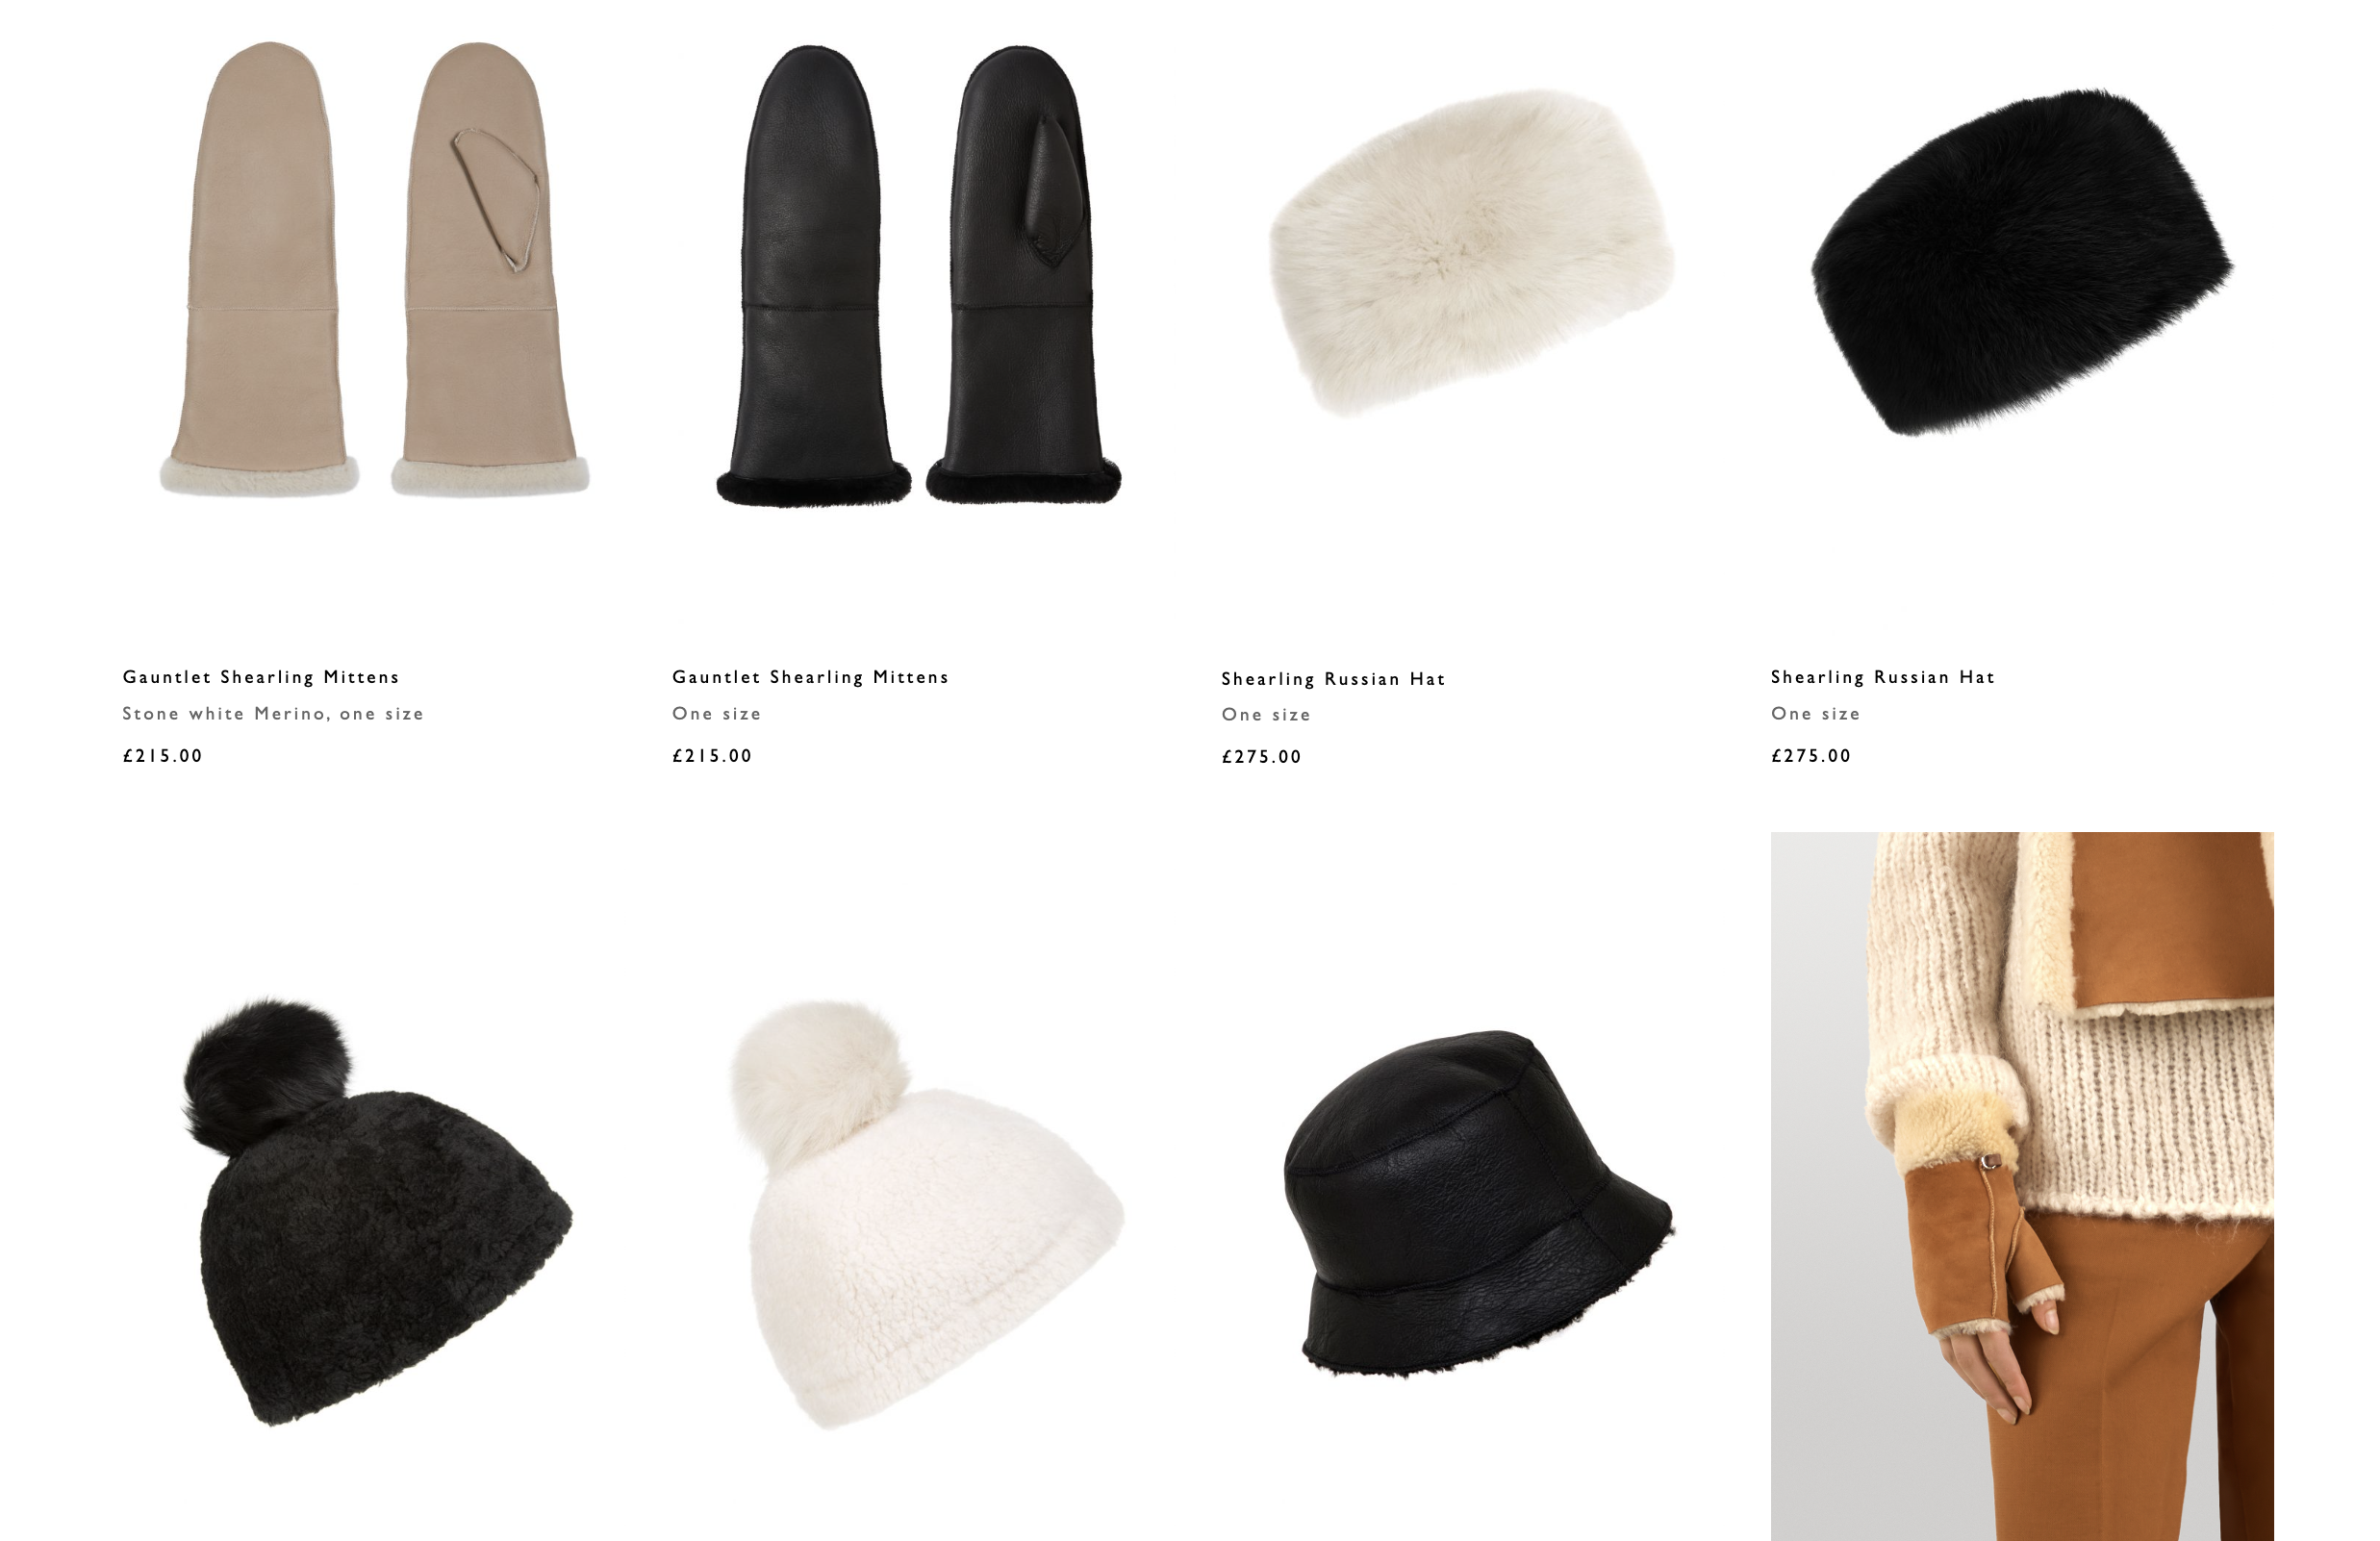 Gauntlet Shearling Mittens
Stone white Merino, one size
£215.00
Gauntlet Shearling Mittens
One size
£215.00
Shearling Russian Hat
One size
£275.00
Shearling Russian Hat
One size
£275.00